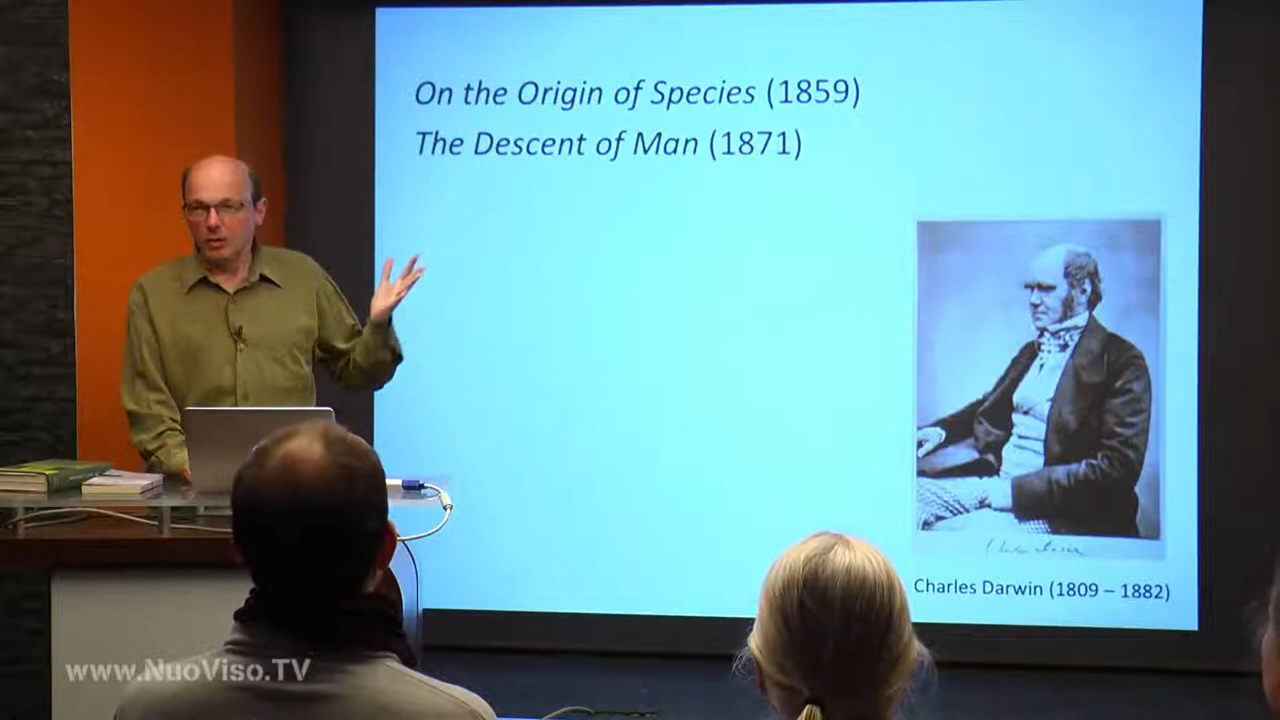 On the Origin of Species (1859)
The Descent of Man (1871)
Charles Darwin (1809 – 1882)
www.NuoViso.TV